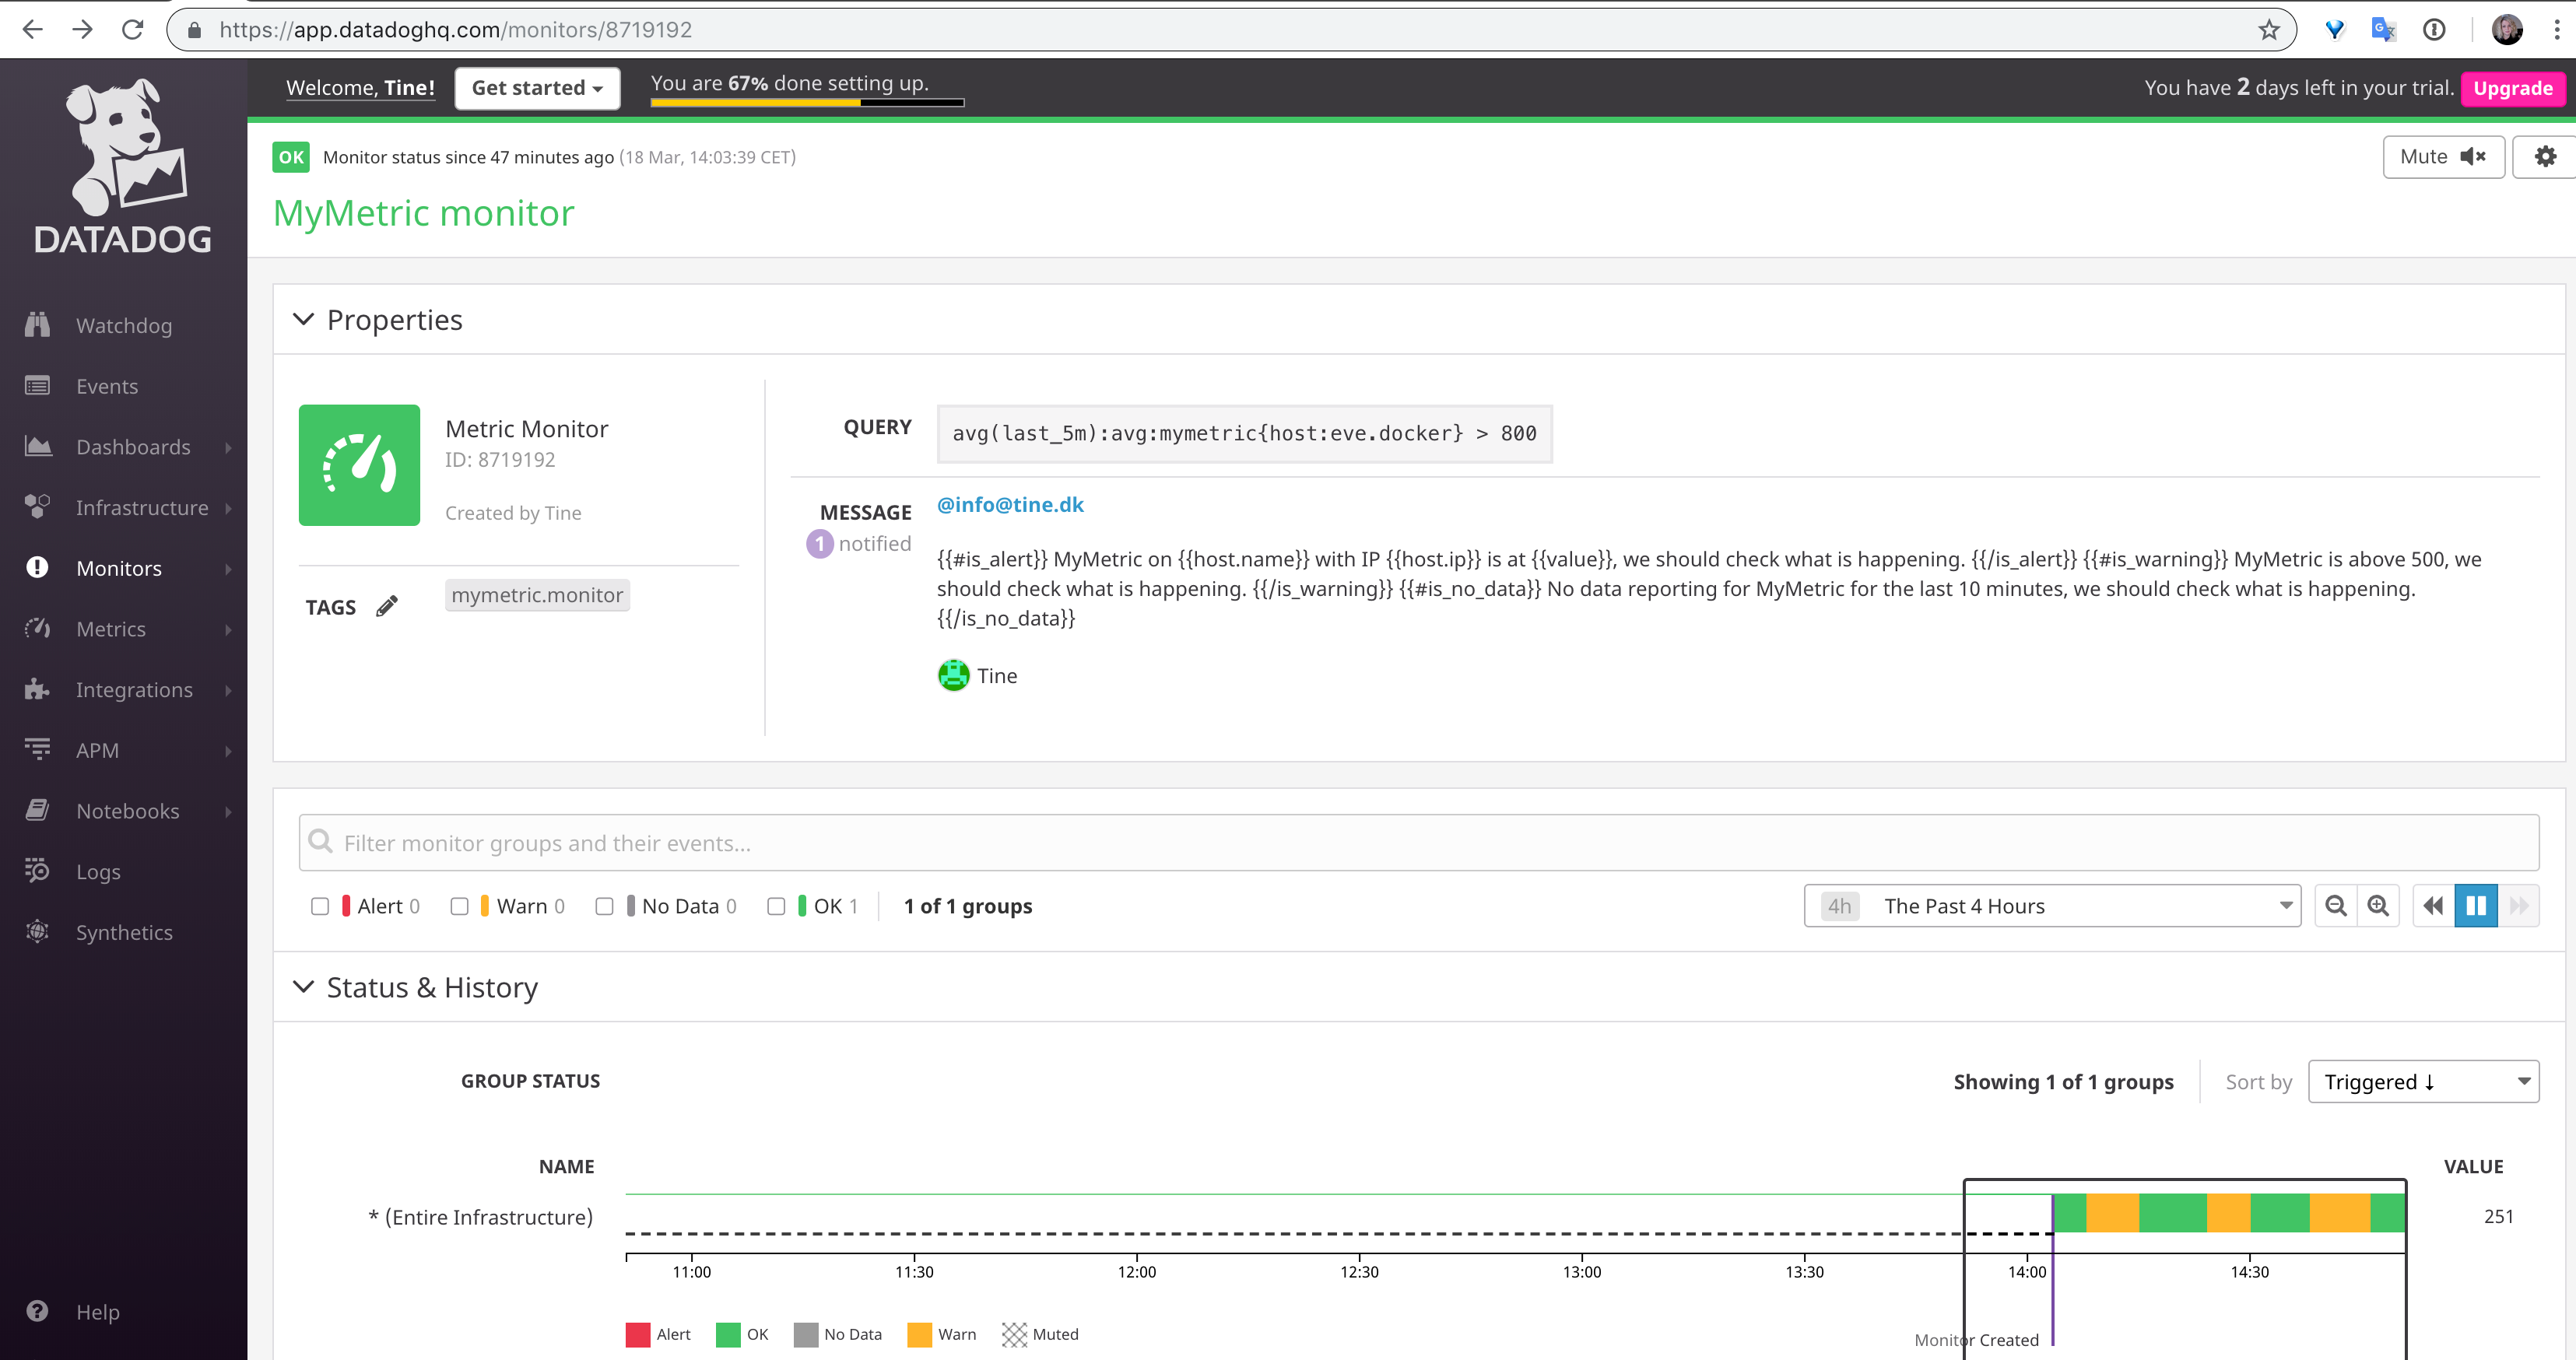 https://app.datadoghq.com/monitors/8719192
DATADOG
Watchdog
Events
Dashboards
Infrastructure
Monitors
Metrics
Integrations
APM
Notebooks
Logs
Synthetics
Help
Welcome, Tine!
Get started
You are 67% done setting up.
You have 2 days left in your trial.
Upgrade
OK Monitor status since 47 minutes ago (18 Mar, 14:03:39 CET)
Mute
MyMetric monitor
Properties
Metric Monitor
ID: 8719192
Created by Tine
TAGS
mymetric.monitor
QUERY
avg(last_5m):avg:mymetric{host:eve.docker} > 800
MESSAGE
1 notified
@info@tine.dk
{{#is_alert}} MyMetric on {{host.name}} with IP {{host.ip}} is at {{value}}, we should check what is happening. {{/is_alert}} {{#is_warning}} MyMetric is above 500, we
should check what is happening. {{/is_warning}} {{#is_no_data}} No data reporting for MyMetric for the last 10 minutes, we should check what is happening.
{{/is_no_data}}
Tine
Filter monitor groups and their events...
Alert 0
Warn 0
No Data 0
OK 1
1 of 1 groups
4h The Past 4 Hours
Status & History
GROUP STATUS
Showing 1 of 1 groups
Sort by
Triggered ↓
NAME
VALUE
* (Entire Infrastructure)
251
11:00
11:30
12:00
12:30
13:00
13:30
14:00
14:30
Alert
OK
No Data
Warn
Muted
Monitor Created